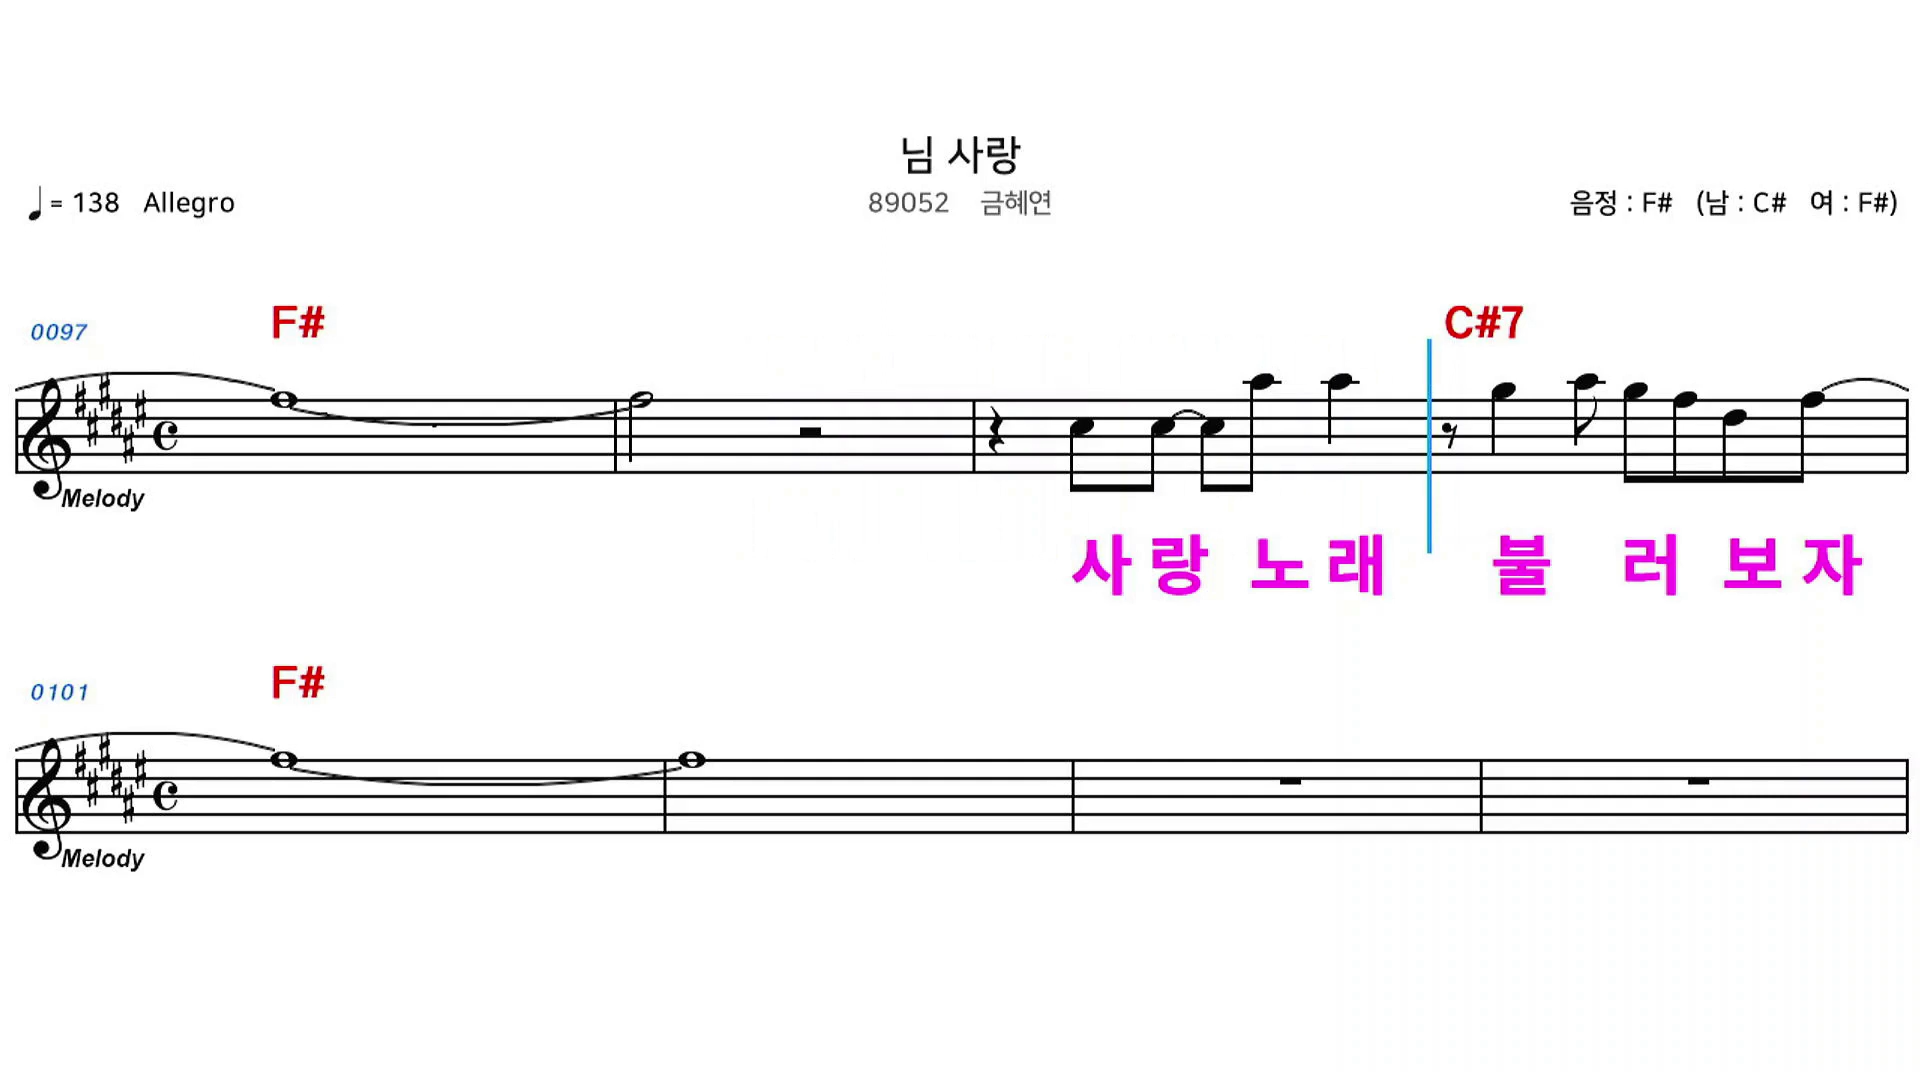 님 사랑
♩ = 138 Allegro 89052 금혜연 음정 : F# (남 : C# 여 : F#)
0097 F# C#7
Melody
사랑 노래 불 러 보자
0101 F#
Melody